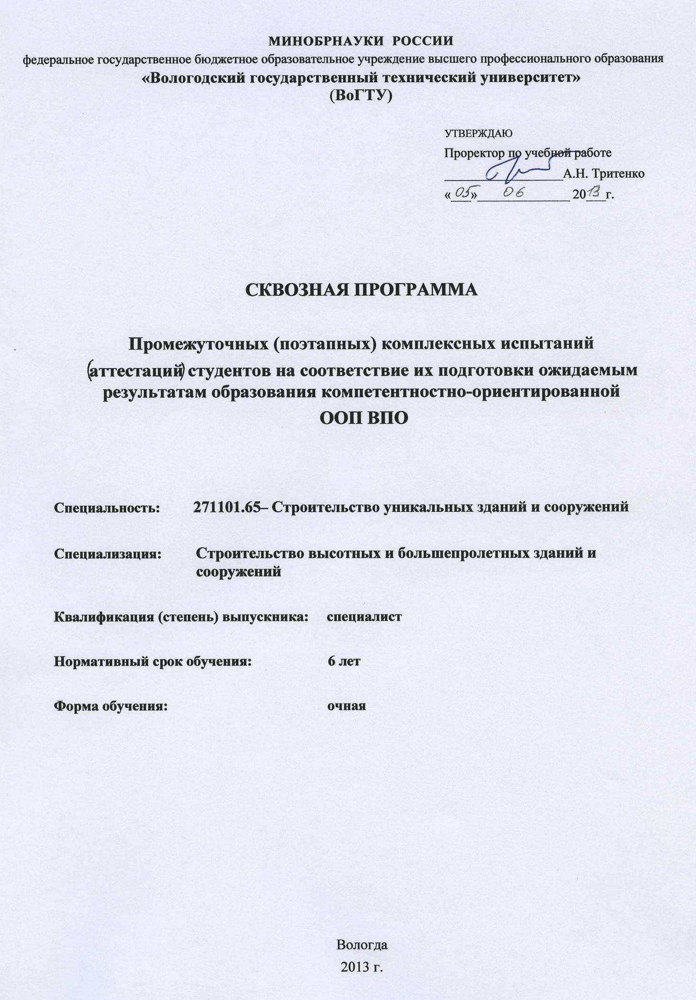 МИНОБРНАУКИ РОССИИ
федеральное государственное бюджетное образовательное учреждение высшего профессионального образования
«Вологодский государственный технический университет»
(ВоГТУ)
УТВЕРЖДАЮ
Проректор по учебной работе
____________________А.Н. Тритенко
«05» 06 2013 г.
СКВОЗНАЯ ПРОГРАММА
Промежуточных (поэтапных) комплексных испытаний
(аттестаций) студентов на соответствие их подготовки ожидаемым
результатам образования компетентностно-ориентированной
ООП ВПО
Специальность: 271101.65– Строительство уникальных зданий и сооружений
Специализация: Строительство высотных и большепролетных зданий и
сооружений
Квалификация (степень) выпускника: специалист
Нормативный срок обучения: 6 лет
Форма обучения: очная
Вологда
2013 г.